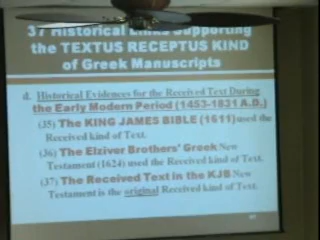 37 Historical Links Supporting
the TEXTUS RECEPTUS KIND
of Greek Manuscripts
d. Historical Evidences for the Received Text During
the Early Modern Period (1453-1831 A.D.)
(35) The KING JAMES BIBLE (1611) used the
Received kind of Text.
(36) The Elziver Brothers' Greek New
Testament (1624) used the Received kind of Text.
(37) The Received Text in the KJB New
Testament is the original Received kind of Text.